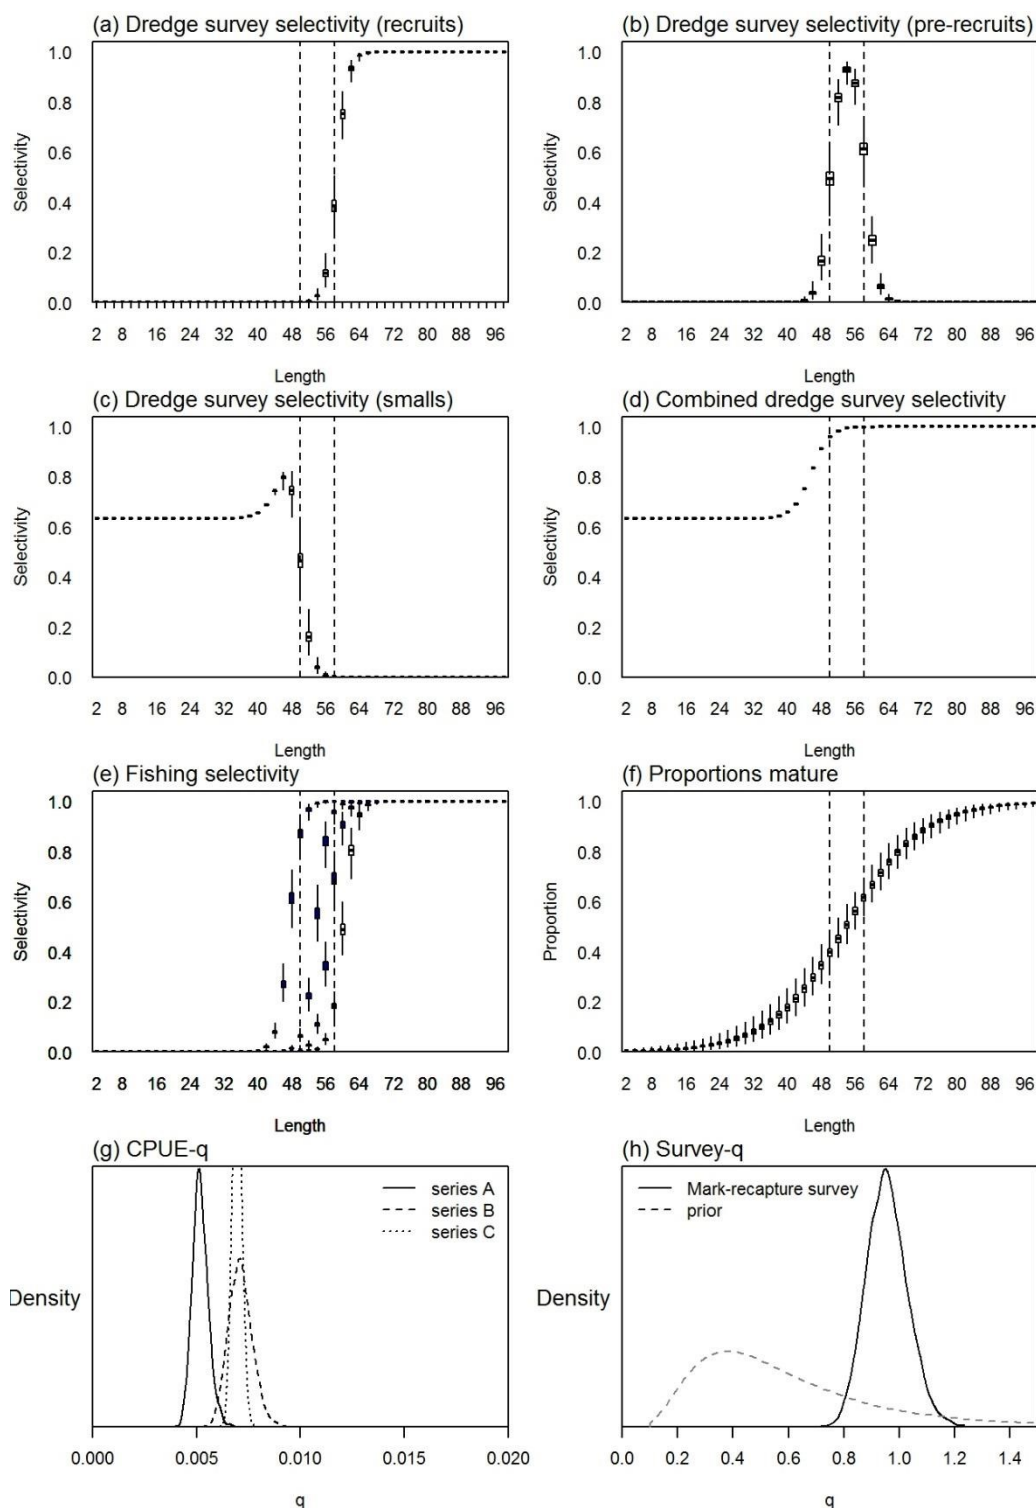 (a) Dredge survey selectivity (recruits)
Selectivity
1.0
0.8
0.6
0.4
0.2
0.0
2 8 16 24 32 40 48 56 64 72 80 88 96
Length
(b) Dredge survey selectivity (pre-recruits)
Selectivity
1.0
0.8
0.6
0.4
0.2
0.0
2 8 16 24 32 40 48 56 64 72 80 88 96
Length
(c) Dredge survey selectivity (smalls)
Selectivity
1.0
0.8
0.6
0.4
0.2
0.0
2 8 16 24 32 40 48 56 64 72 80 88 96
Length
(d) Combined dredge survey selectivity
Selectivity
1.0
0.8
0.6
0.4
0.2
0.0
2 8 16 24 32 40 48 56 64 72 80 88 96
Length
(e) Fishing selectivity
Selectivity
1.0
0.8
0.6
0.4
0.2
0.0
2 8 16 24 32 40 48 56 64 72 80 88 96
Length
(f) Proportions mature
Proportion
1.0
0.8
0.6
0.4
0.2
0.0
2 8 16 24 32 40 48 56 64 72 80 88 96
Length
(g) CPUE-q
series A
series B
series C
Density
0.000 0.005 0.010 0.015 0.020
q
(h) Survey-q
Mark-recapture survey
prior
Density
0.0 0.2 0.4 0.6 0.8 1.0 1.2 1.4
q